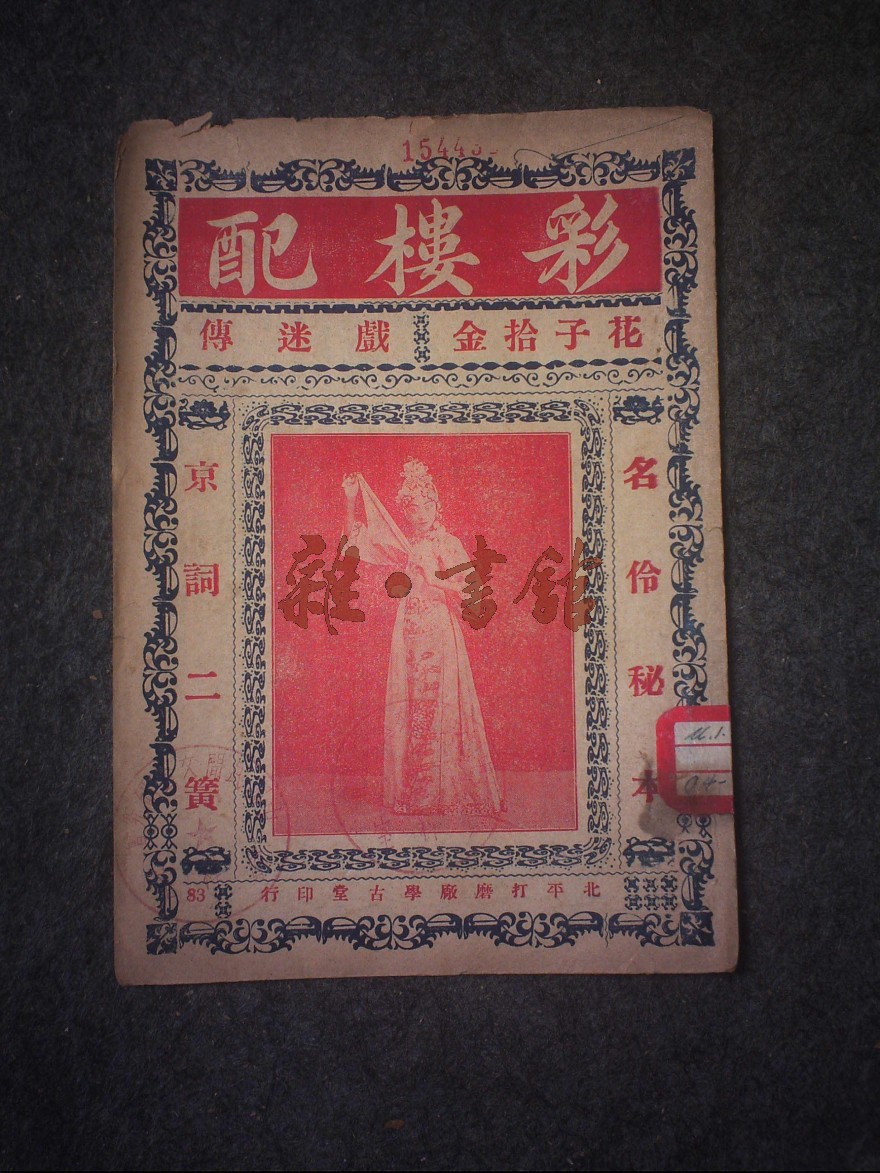 彩樓配
花子拾金 戲迷傳
名伶秘本
京詞二簧
雜·書館
北平打磨廠學古堂印行
83